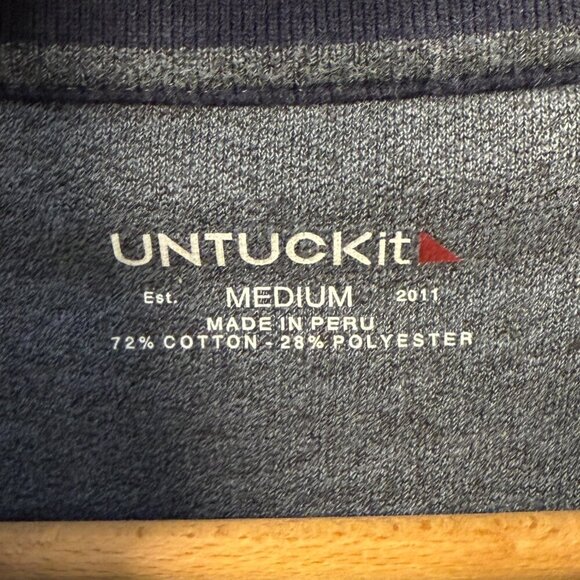 UNTUCKit
Est. MEDIUM 2011
MADE IN PERU
72% COTTON - 28% POLYESTER